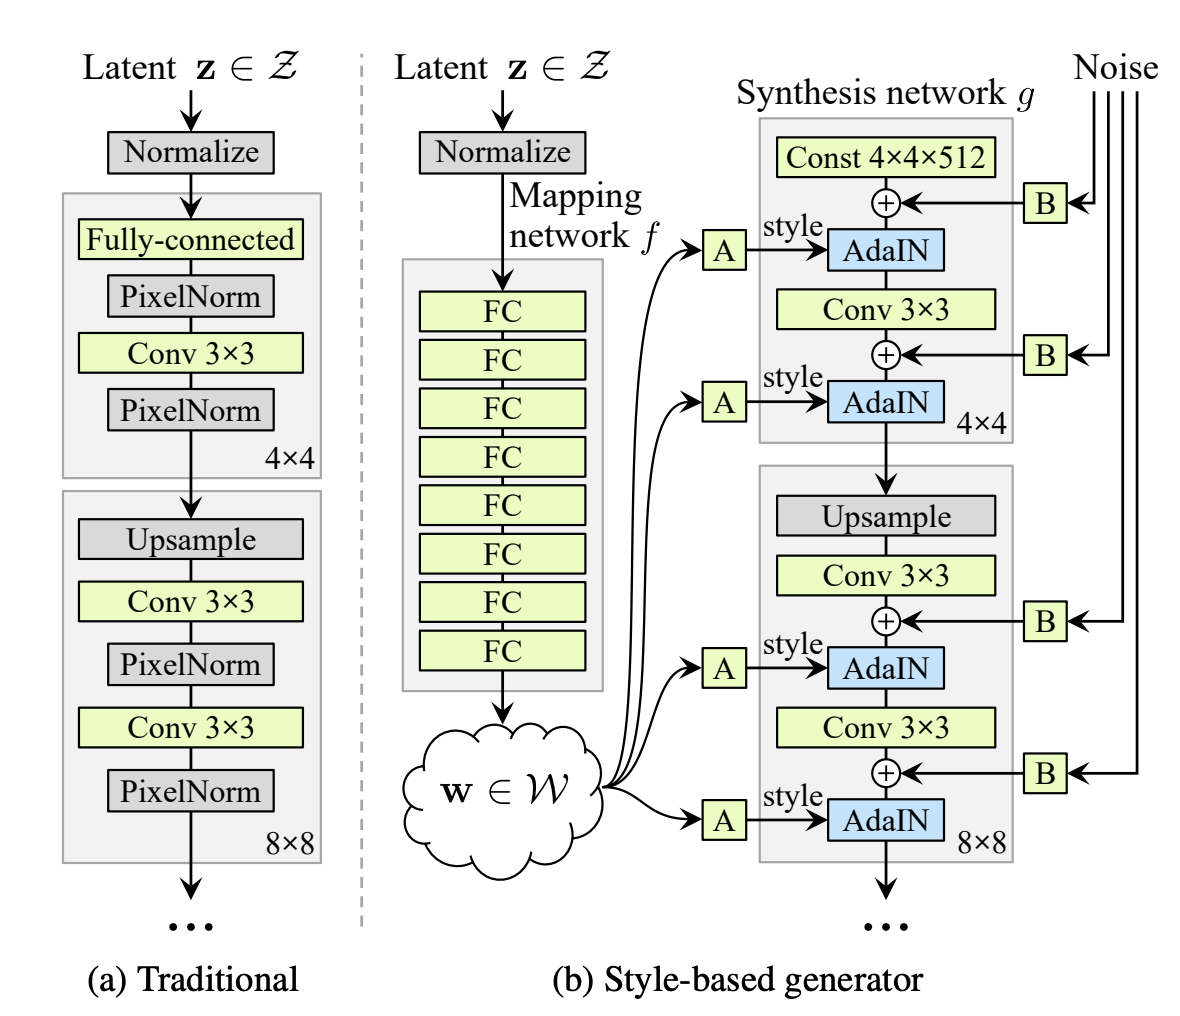 Latent z ∈ Z
Normalize
Fully-connected
PixelNorm
Conv 3×3
PixelNorm
4×4
Upsample
Conv 3×3
PixelNorm
Conv 3×3
PixelNorm
8×8
...
(a) Traditional
Latent z ∈ Z
Normalize
Mapping
network f
FC
FC
FC
FC
FC
FC
FC
FC
w ∈ W
A
style
A
style
A
style
A
style
Synthesis network g
Const 4×4×512
+
AdaIN
Conv 3×3
+
AdaIN
4×4
Upsample
Conv 3×3
+
AdaIN
Conv 3×3
+
AdaIN
8×8
...
Noise
B
B
B
B
(b) Style-based generator